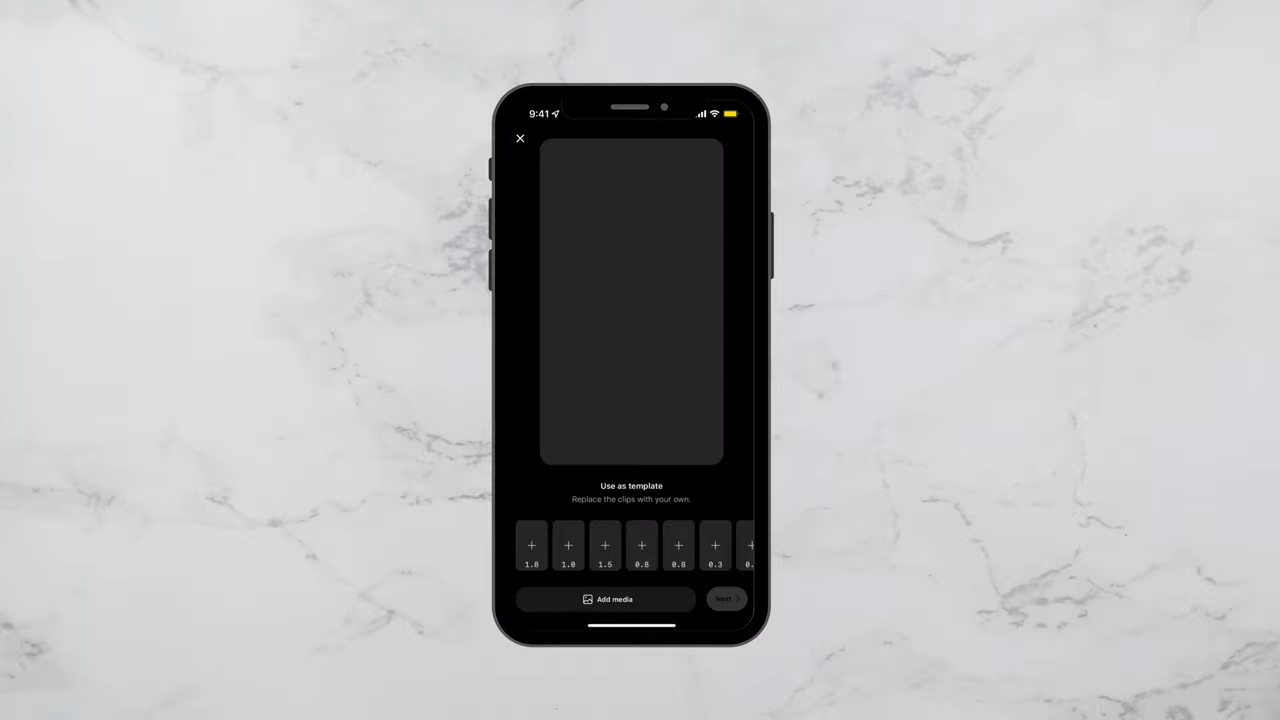 9:41
Use as template
Replace the clips with your own.
1.8 1.0 1.5 0.8 0.8 0.3 0.
Add media
Next